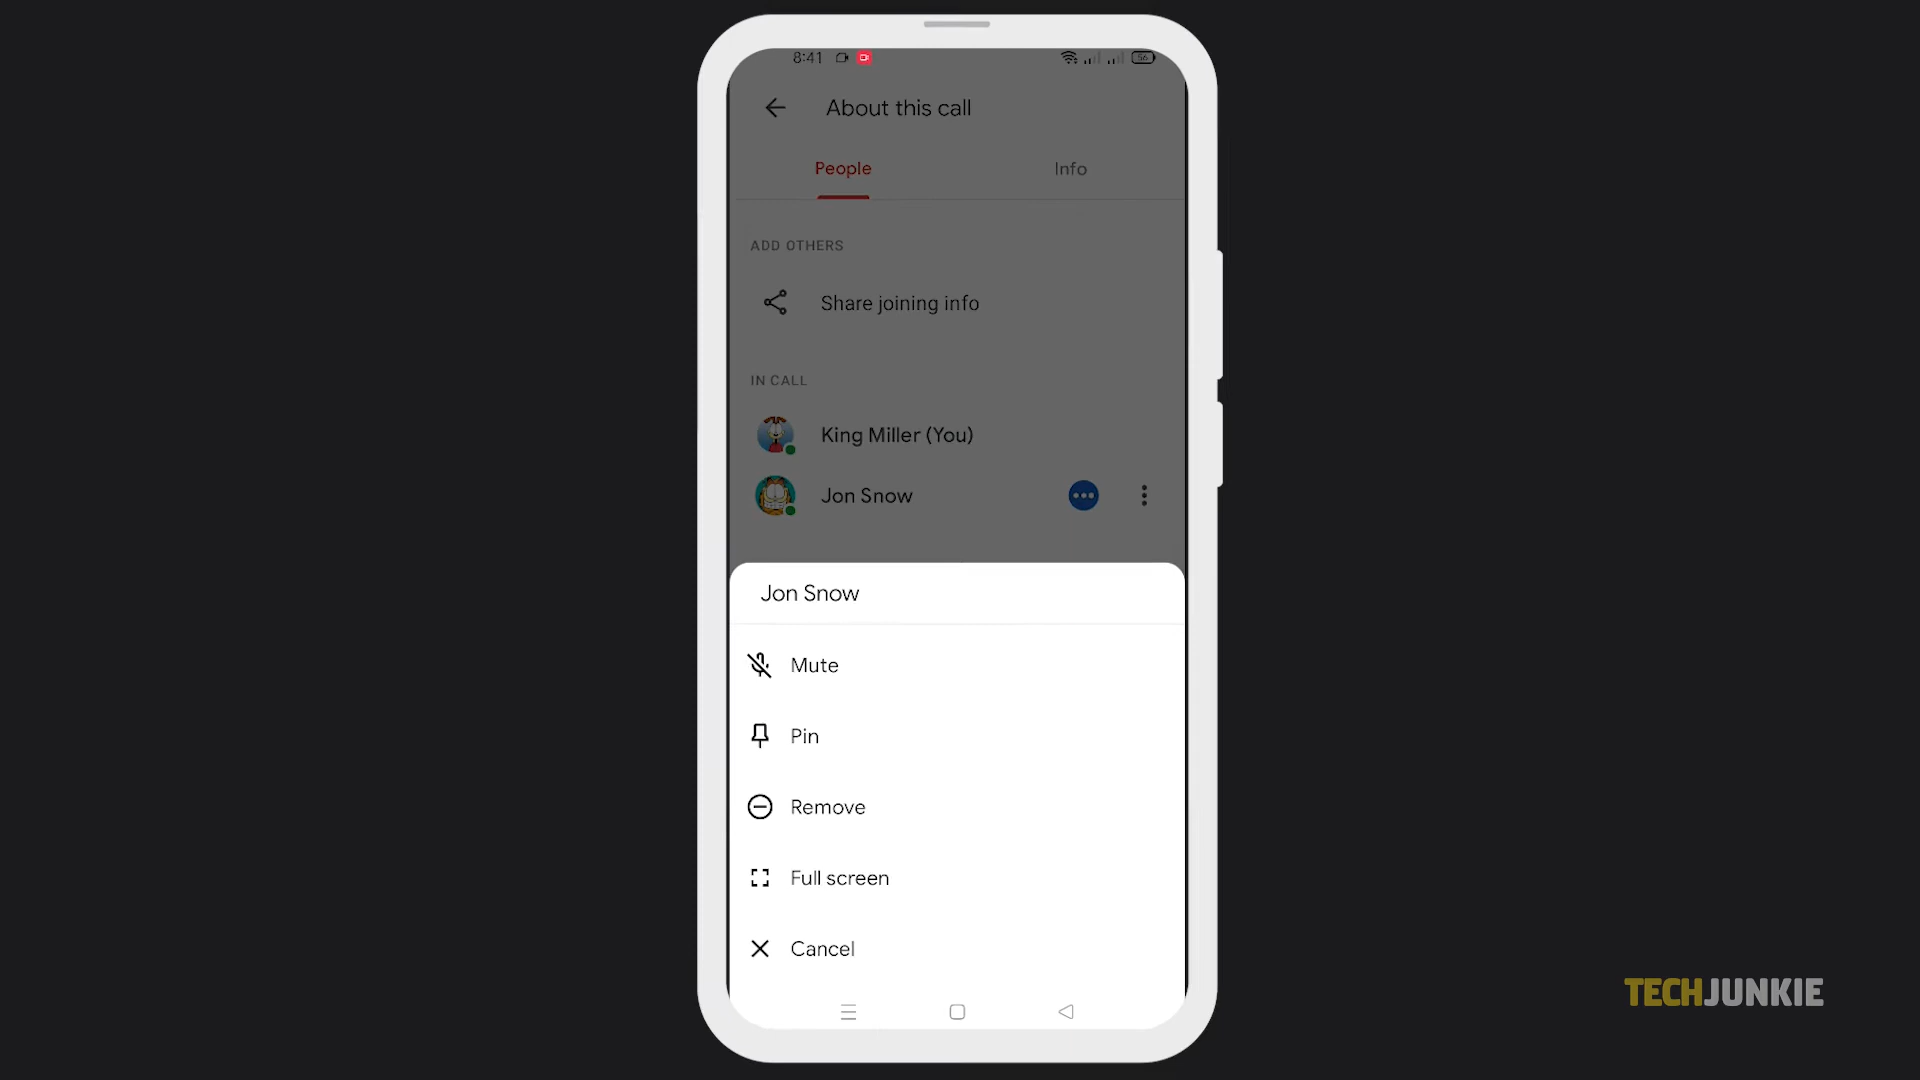 8:41
56
About this call
People Info
ADD OTHERS
Share joining info
IN CALL
King Miller (You)
Jon Snow
Jon Snow
Mute
Pin
Remove
Full screen
Cancel
TECHJUNKIE